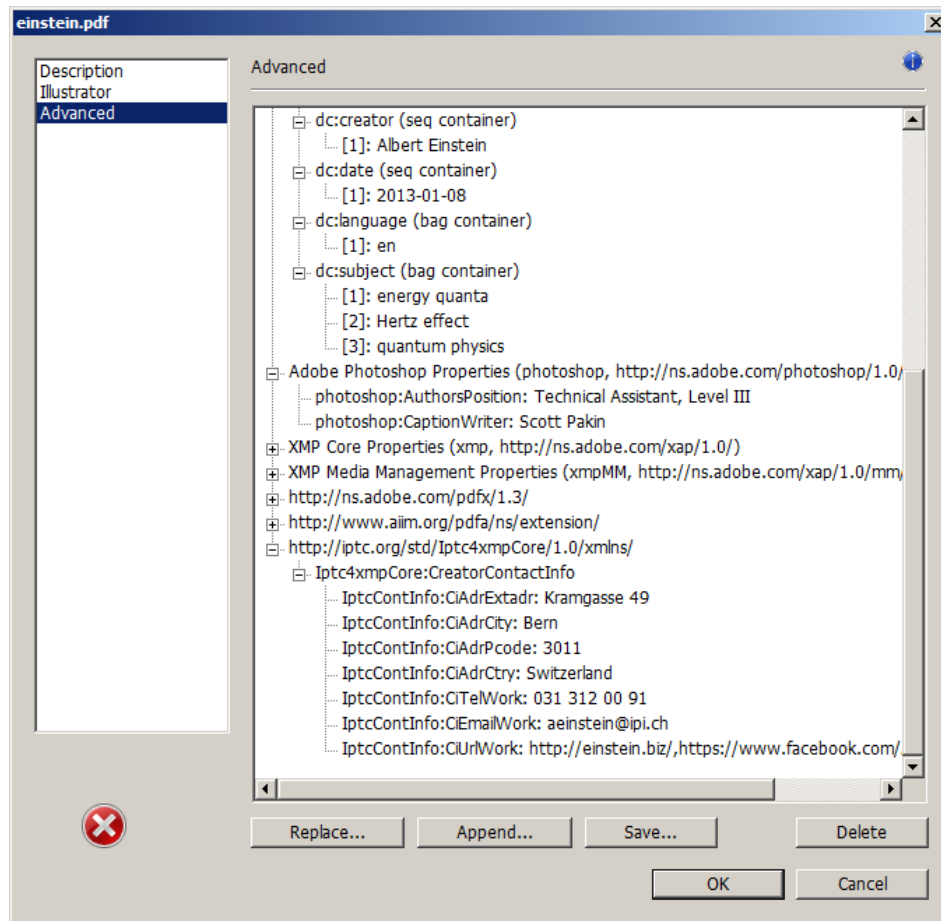 einstein.pdf
Description
Illustrator
Advanced
Advanced
dc:creator (seq container)
[1]: Albert Einstein
dc:date (seq container)
[1]: 2013-01-08
dc:language (bag container)
[1]: en
dc:subject (bag container)
[1]: energy quanta
[2]: Hertz effect
[3]: quantum physics
Adobe Photoshop Properties (photoshop, http://ns.adobe.com/photoshop/1.0/
photoshop:AuthorsPosition: Technical Assistant, Level III
photoshop:CaptionWriter: Scott Pakin
XMP Core Properties (xmp, http://ns.adobe.com/xap/1.0/)
XMP Media Management Properties (xmpMM, http://ns.adobe.com/xap/1.0/mm/
http://ns.adobe.com/pdfx/1.3/
http://www.aiim.org/pdfa/ns/extension/
http://iptc.org/std/Iptc4xmpCore/1.0/xmlns/
Iptc4xmpCore:CreatorContactInfo
IptcContInfo:CiAdrExtadr: Kramgasse 49
IptcContInfo:CiAdrCity: Bern
IptcContInfo:CiAdrPcode: 3011
IptcContInfo:CiAdrCtry: Switzerland
IptcContInfo:CiTelWork: 031 312 00 91
IptcContInfo:CiEmailWork: aeinstein@ipi.ch
IptcContInfo:CiUrlWork: http://einstein.biz/,https://www.facebook.com/
Replace... Append... Save... Delete
OK Cancel